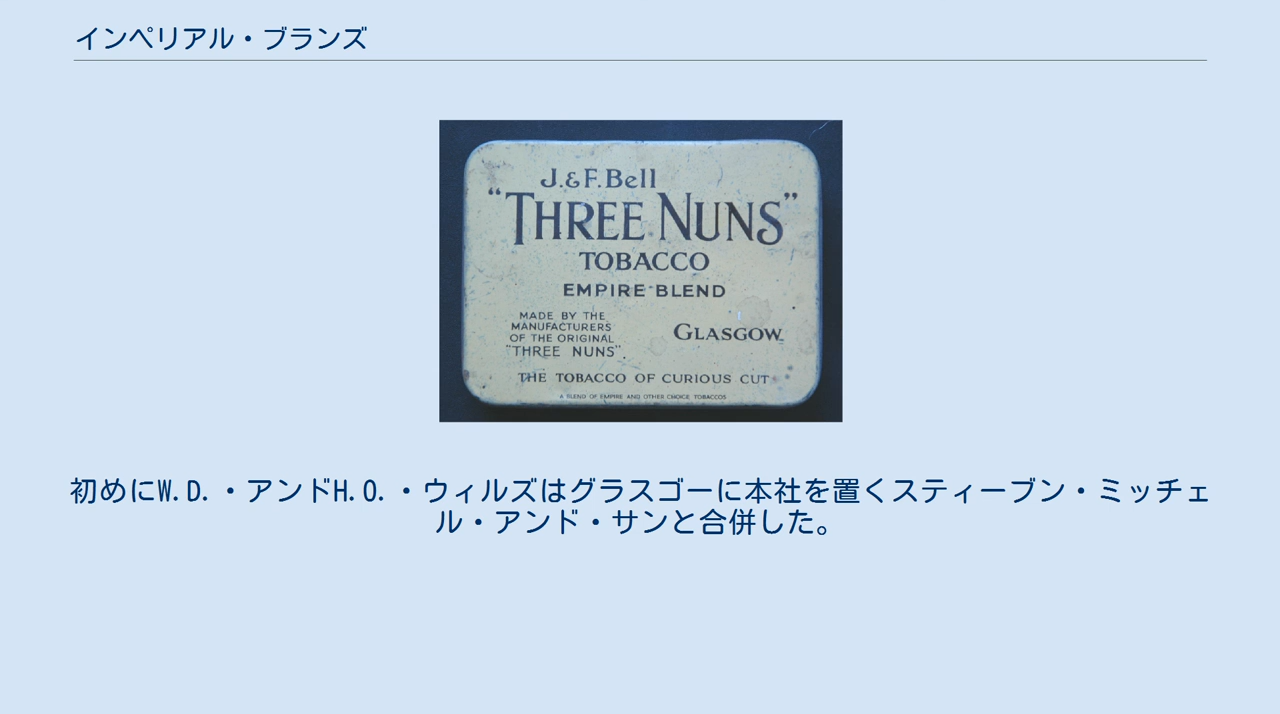 インペリアル・ブランズ
J.&F.Bell
“THREE NUNS”
TOBACCO
EMPIRE BLEND
MADE BY THE
MANUFACTURERS
OF THE ORIGINAL
"THREE NUNS".
GLASGOW
THE TOBACCO OF CURIOUS CUT
A BLEND OF EMPIRE AND OTHER CHOICE TOBACCOS
初めにW.D.・アンドH.O.・ウィルズはグラスゴーに本社を置くスティーブン・ミッチェ
ル・アンド・サンと合併した。